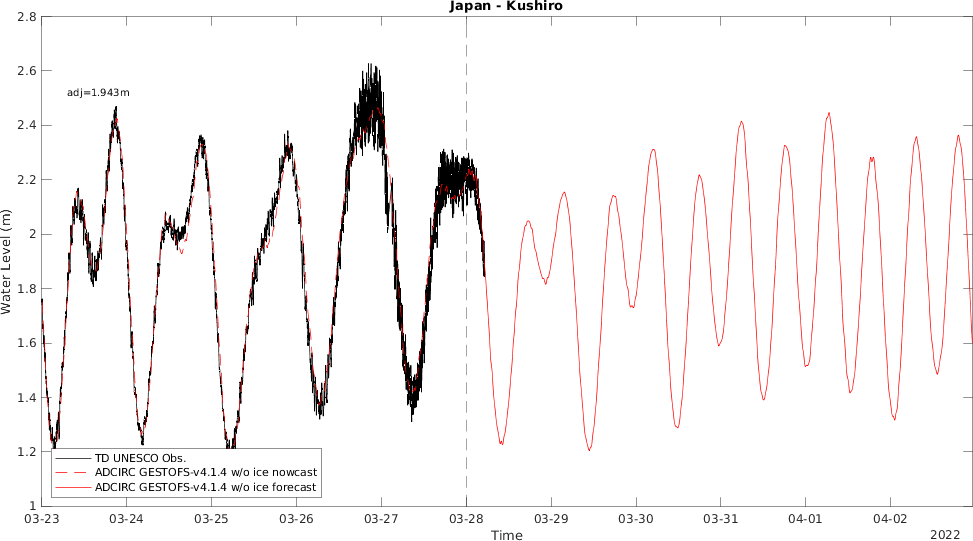 Japan - Kushiro
2.8
2.6
2.4
2.2
2
1.8
1.6
1.4
1.2
1
Water Level (m)
adj=1.943m
TD UNESCO Obs.
ADCIRC GESTOFS-v4.1.4 w/o ice nowcast
ADCIRC GESTOFS-v4.1.4 w/o ice forecast
03-23 03-24 03-25 03-26 03-27 03-28 03-29 03-30 03-31 04-01 04-02
Time
2022